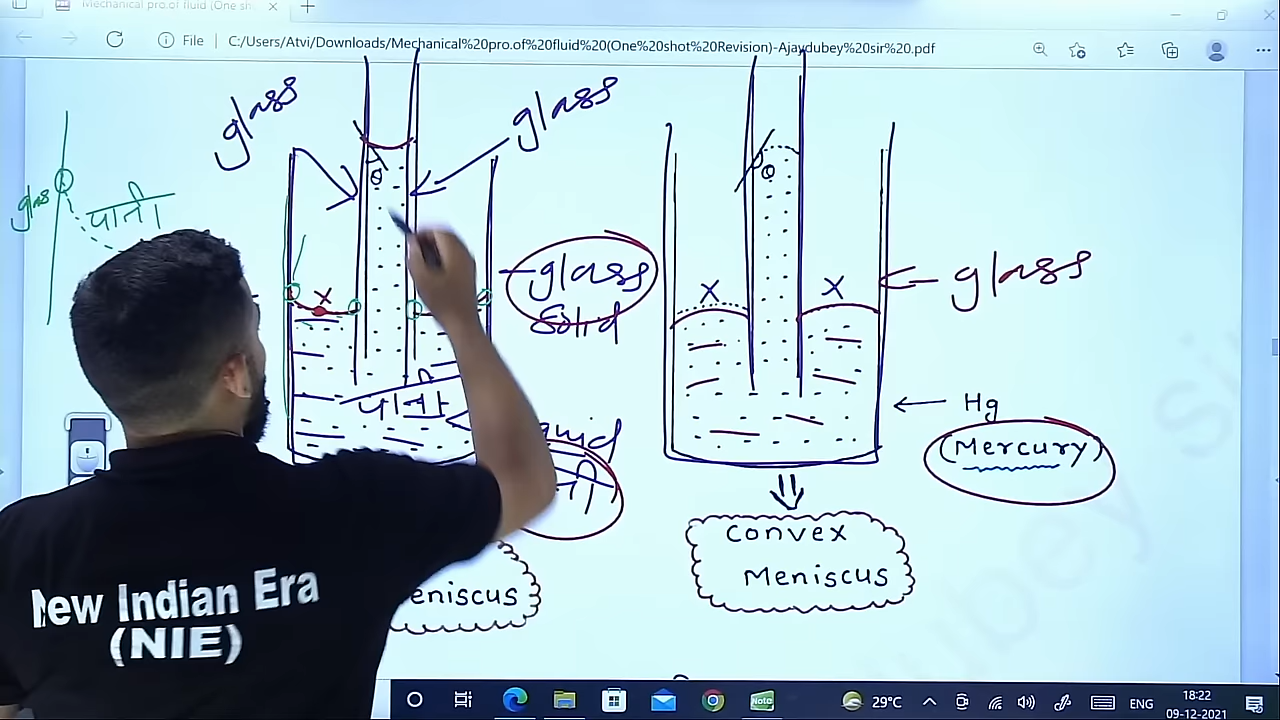 Mechanical pro.of fluid (One sh
File
C:/Users/Atvi/Downloads/Mechanical%20pro.of%20fluid%20(One%20shot%20Revision)-Ajaydubey%20sir%20.pdf
glass
glass
glass
पानी
θ
θ
x
x
x
glass
Solid
glass
पानी
Hg
(Mercury)
Convex
Meniscus
eniscus
New Indian Era
(NIE)
29°C
ENG
18:22
09-12-2021